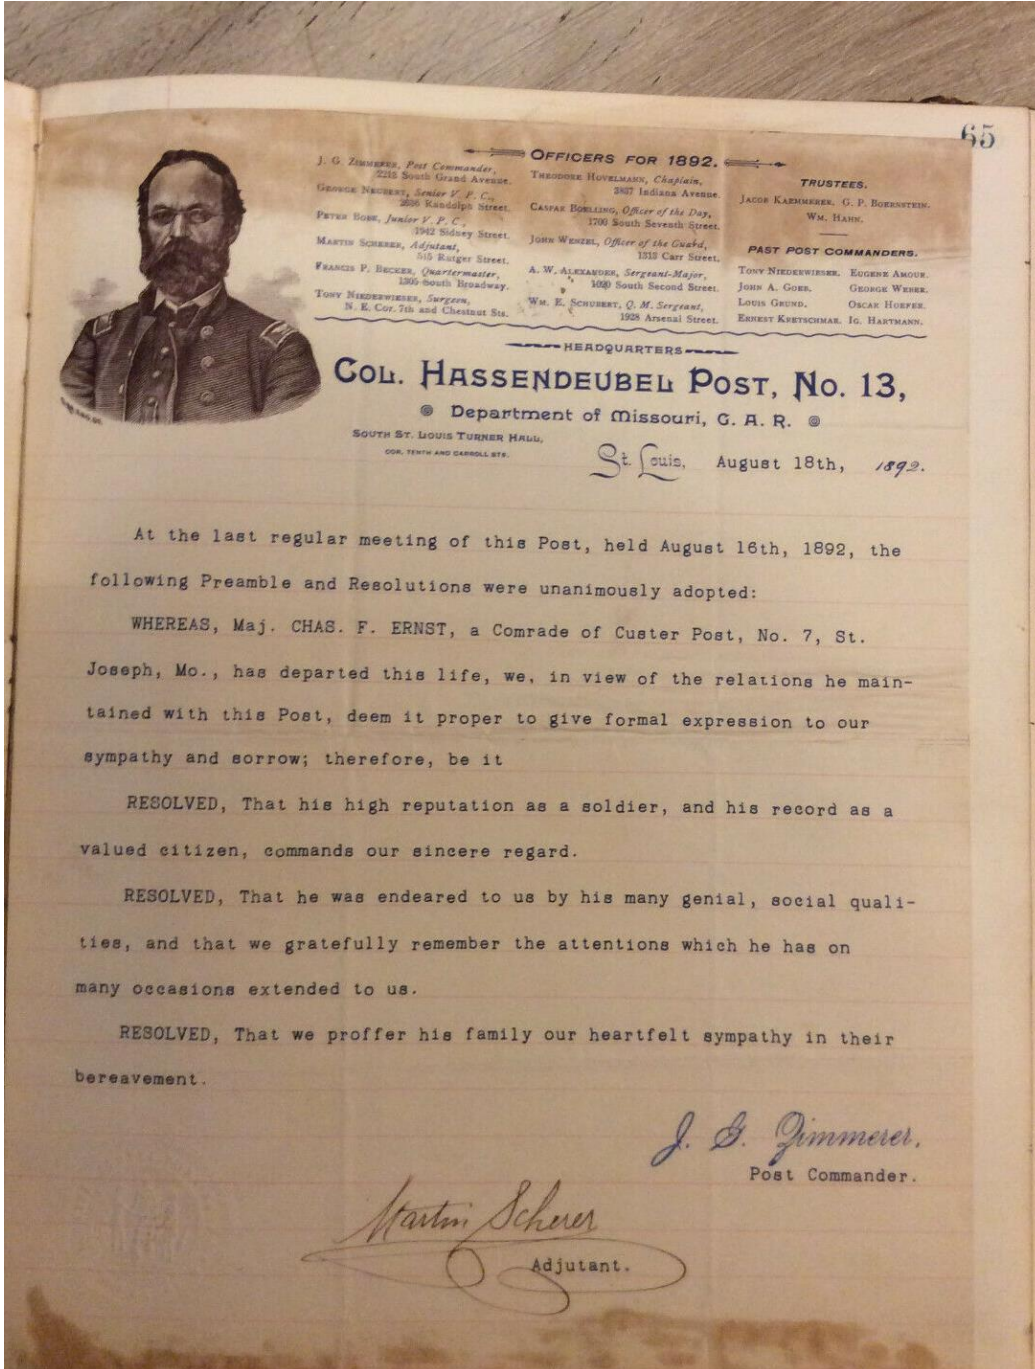 65
OFFICERS FOR 1892.
J. G. ZIMMERER, Post Commander,
2213 South Grand Avenue.
GEORGE NEUBERT, Senior V. P. C.,
Randolph Street.
PETER BOHR, Junior V. P. C.,
1942 Sidney Street.
MARTIN SCHERER, Adjutant,
515 Rutger Street.
FRANCIS P. BECKER, Quartermaster,
1305 South Broadway.
TONY NIEDERWIESER, Surgeon,
N. E. Cor. 7th and Chestnut Sts.
THEODORE HOVELMANN, Chaplain,
3837 Indiana Avenue.
CASPAR BOELLING, Officer of the Day,
1700 South Seventh Street.
JOHN WENZEL, Officer of the Guard,
1313 Carr Street.
A. W. ALEXANDER, Sergeant-Major,
1020 South Second Street.
WM. E. SCHUBERT, Q. M. Sergeant,
1928 Arsenal Street.
TRUSTEES.
JACOB KAEMMERER. G. P. BOERNSTEIN.
WM. HAHN.
PAST POST COMMANDERS.
TONY NIEDERWIESER. EUGENE AMOUR.
JOHN A. GOEB. GEORGE WEBER.
LOUIS GRUND. OSCAR HOEFER.
ERNEST KRETSCHMAR. IG. HARTMANN.
HEADQUARTERS
COL. HASSENDEUBEL POST, NO. 13,
Department of Missouri, G. A. R.
SOUTH ST. LOUIS TURNER HALL,
COR. TENTH AND CARROLL STS.
St. Louis, August 18th, 1892.
At the last regular meeting of this Post, held August 16th, 1892, the
following Preamble and Resolutions were unanimously adopted:
WHEREAS, Maj. CHAS. F. ERNST, a Comrade of Custer Post, No. 7, St.
Joseph, Mo., has departed this life, we, in view of the relations he main-
tained with this Post, deem it proper to give formal expression to our
sympathy and sorrow; therefore, be it
RESOLVED, That his high reputation as a soldier, and his record as a
valued citizen, commands our sincere regard.
RESOLVED, That he was endeared to us by his many genial, social quali-
ties, and that we gratefully remember the attentions which he has on
many occasions extended to us.
RESOLVED, That we proffer his family our heartfelt sympathy in their
bereavement.
J. G. Zimmerer.
Post Commander.
Martin Scherer
Adjutant.